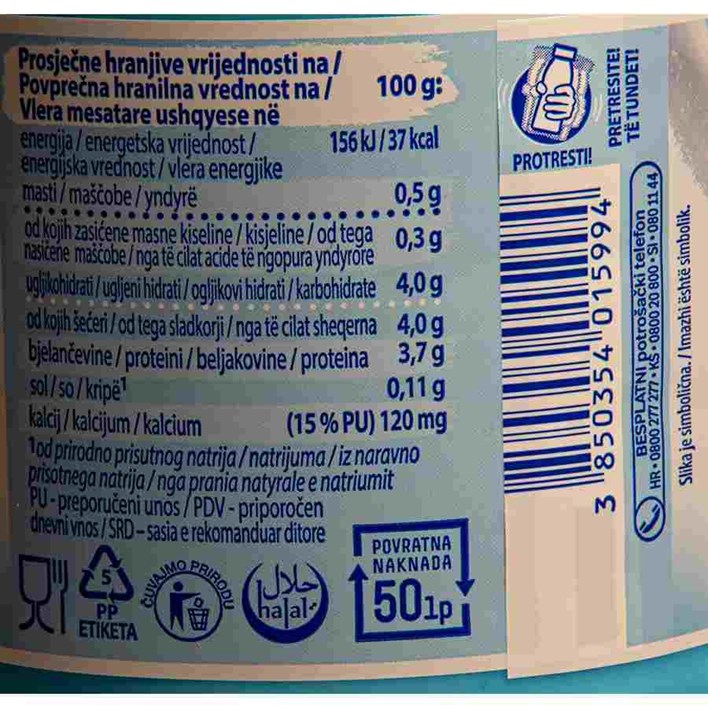 Prosječne hranjive vrijednosti na /
Povprečna hranilna vrednost na / 100 g:
Vlera mesatare ushqyese në
energija / energetska vrijednost / 156 kJ / 37 kcal
energijska vrednost / vlera energjike
masti / maščobe / yndyrë 0,5 g
od kojih zasićene masne kiseline / kisjeline / od tega 0,3 g
nasičene maščobe / nga të cilat acide të ngopura yndyrore
ugljikohidrati / ugljeni hidrati / ogljikovi hidrati / karbohidrate 4,0 g
od kojih šećeri / od tega sladkorji / nga të cilat sheqerna 4,0 g
bjelančevine / proteini / beljakovine / proteina 3,7 g
sol / so / kripë¹ 0,11 g
kalcij / kalcijum / kalcium (15 % PU) 120 mg
¹od prirodno prisutnog natrija / natrijuma / iz naravno
prisotnega natrija / nga prania natyrale e natriumit
PU - preporučeni unos / PDV - priporočen
dnevni vnos / SRD – sasia e rekomanduar ditore
5
PP
ETIKETA
ČUVAJMO PRIRODU
حلال
halal
POVRATNA
NAKNADA
50 lp
PROTRESTI!
PRETRESITE!
TË TUNDET!
3 850354 015994
BESPLATNI potrošački telefon
HR • 0800 277 277 • KS • 0800 20 800 • SI • 080 11 44
Slika je simbolična. / Imazhi është simbolik.